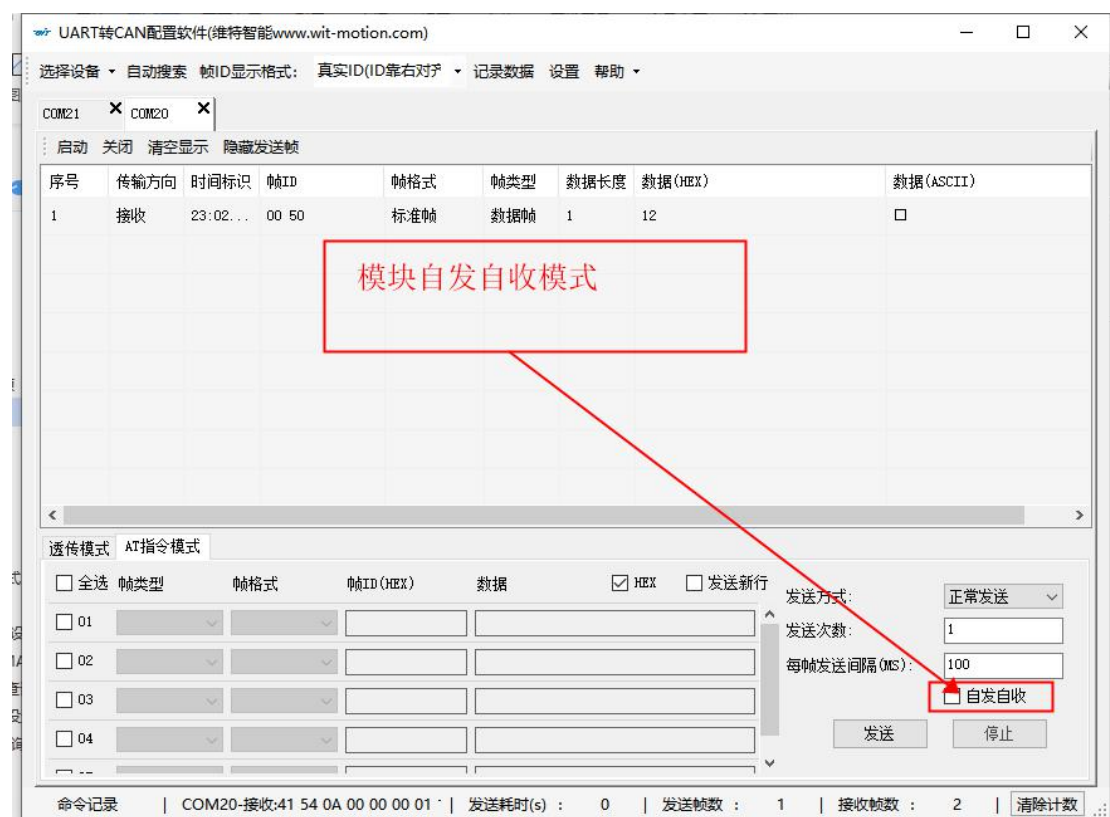 UART转CAN配置软件(维特智能www.wit-motion.com)
选择设备 自动搜索 帧ID显示格式: 真实ID(ID靠右对齐 记录数据 设置 帮助
COM21 COM20
启动 关闭 清空显示 隐藏发送帧
序号 传输方向 时间标识 帧ID 帧格式 帧类型 数据长度 数据(HEX) 数据(ASCII)
1 接收 23:02... 00 50 标准帧 数据帧 1 12
模块自发自收模式
透传模式 AT指令模式
全选 帧类型 帧格式 帧ID(HEX) 数据 HEX 发送新行
发送方式: 正常发送
01
发送次数: 1
02
每帧发送间隔(MS): 100
03
自发自收
04
发送 停止
命令记录 | COM20-接收:41 54 0A 00 00 00 01 | 发送耗时(s) : 0 | 发送帧数 : 1 | 接收帧数 : 2 | 清除计数